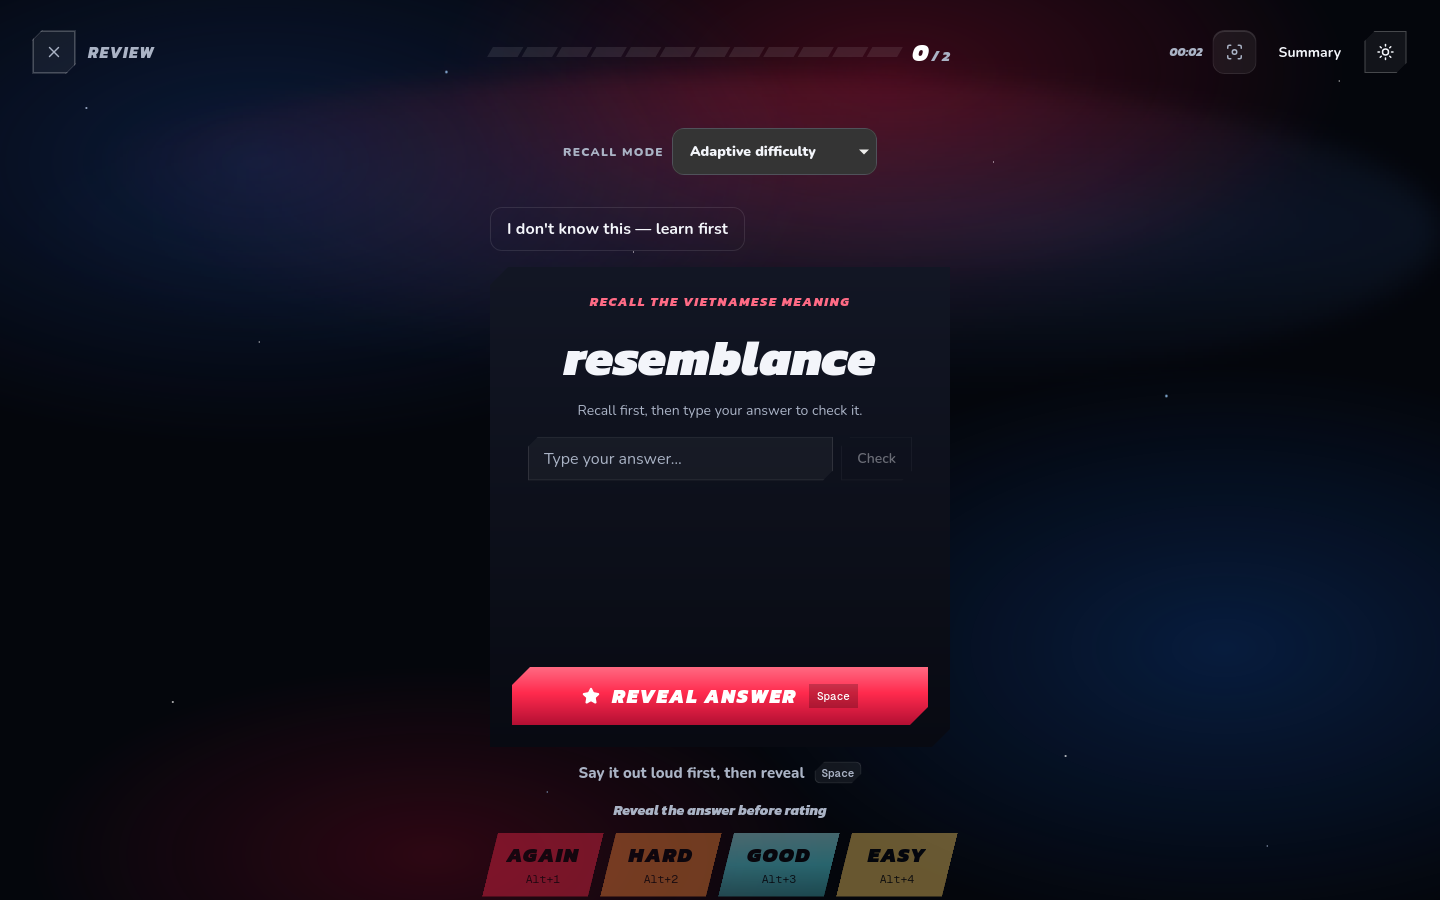 REVIEW
0 / 2
00:02
Summary
RECALL MODE
Adaptive difficulty
I don't know this — learn first
RECALL THE VIETNAMESE MEANING
resemblance
Recall first, then type your answer to check it.
Type your answer...
Check
REVEAL ANSWER Space
Say it out loud first, then reveal Space
Reveal the answer before rating
AGAIN HARD GOOD EASY
Alt+1 Alt+2 Alt+3 Alt+4